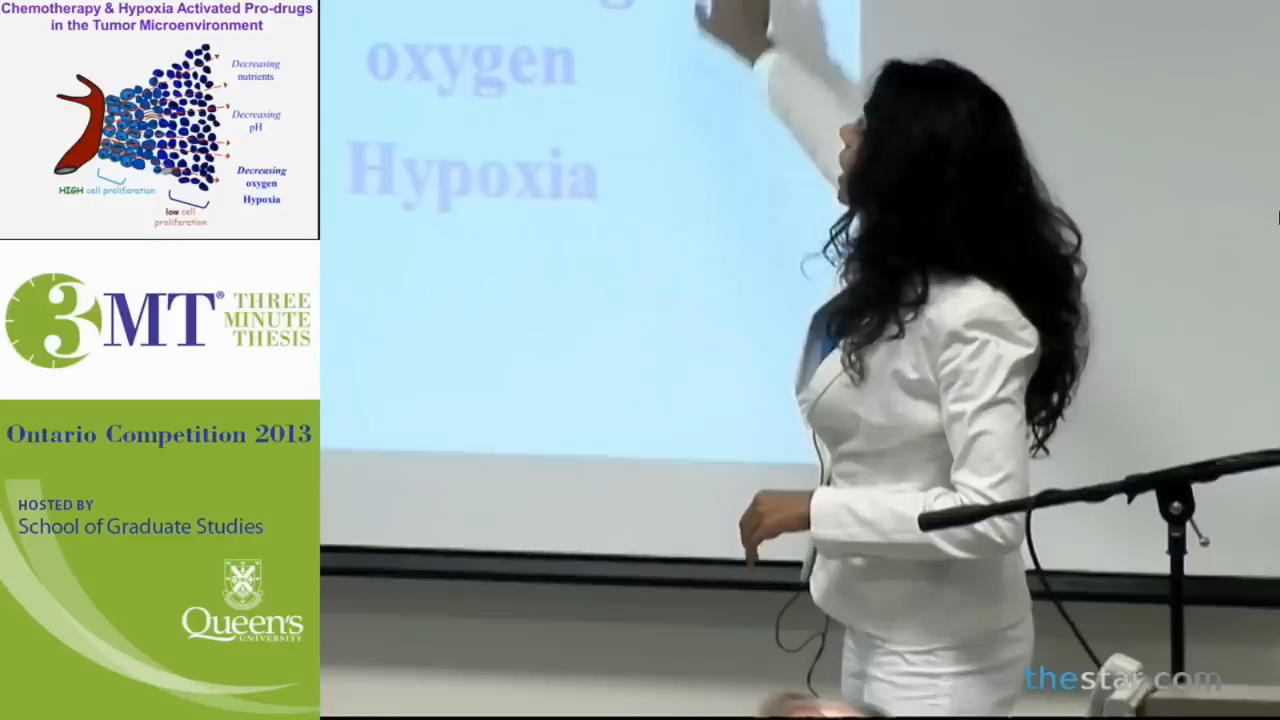 Chemotherapy & Hypoxia Activated Pro-drugs
in the Tumor Microenvironment
Decreasing
nutrients
Decreasing
pH
Decreasing
oxygen
Hypoxia
HIGH cell proliferation
low cell
proliferation
3MT® THREE
MINUTE
THESIS
Ontario Competition 2013
HOSTED BY
School of Graduate Studies
Queen's
UNIVERSITY
oxygen
Hypoxia
thestar.com